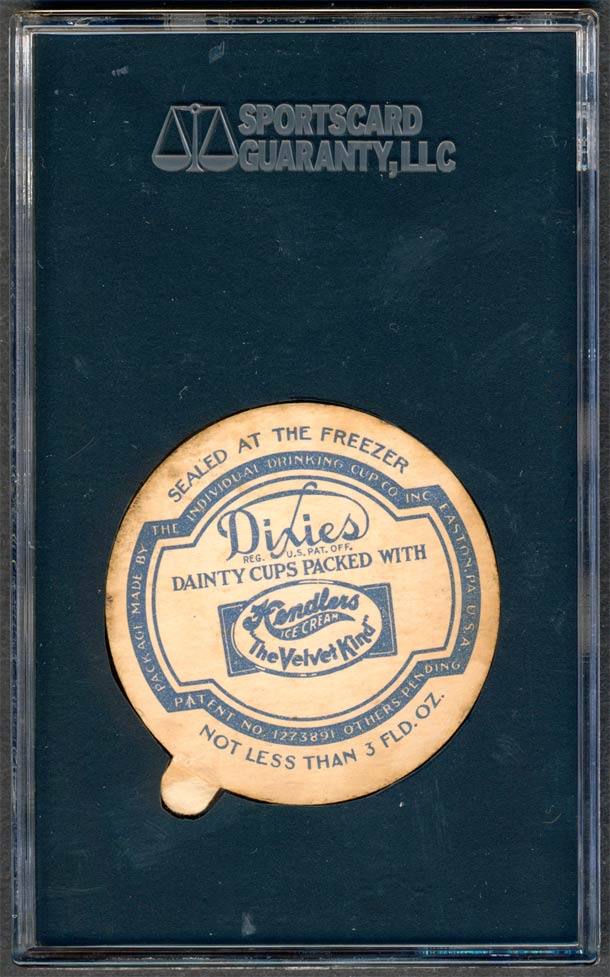 SPORTSCARD
GUARANTY, LLC
SEALED AT THE FREEZER
PACKAGE MADE BY THE INDIVIDUAL DRINKING CUP CO INC EASTON, PA. U.S.A.
Dixies
REG. U.S. PAT. OFF.
DAINTY CUPS PACKED WITH
Hendlers
ICE CREAM
"The Velvet Kind"
PATENT. NO. 1273891 OTHERS PENDING
NOT LESS THAN 3 FLD. OZ.